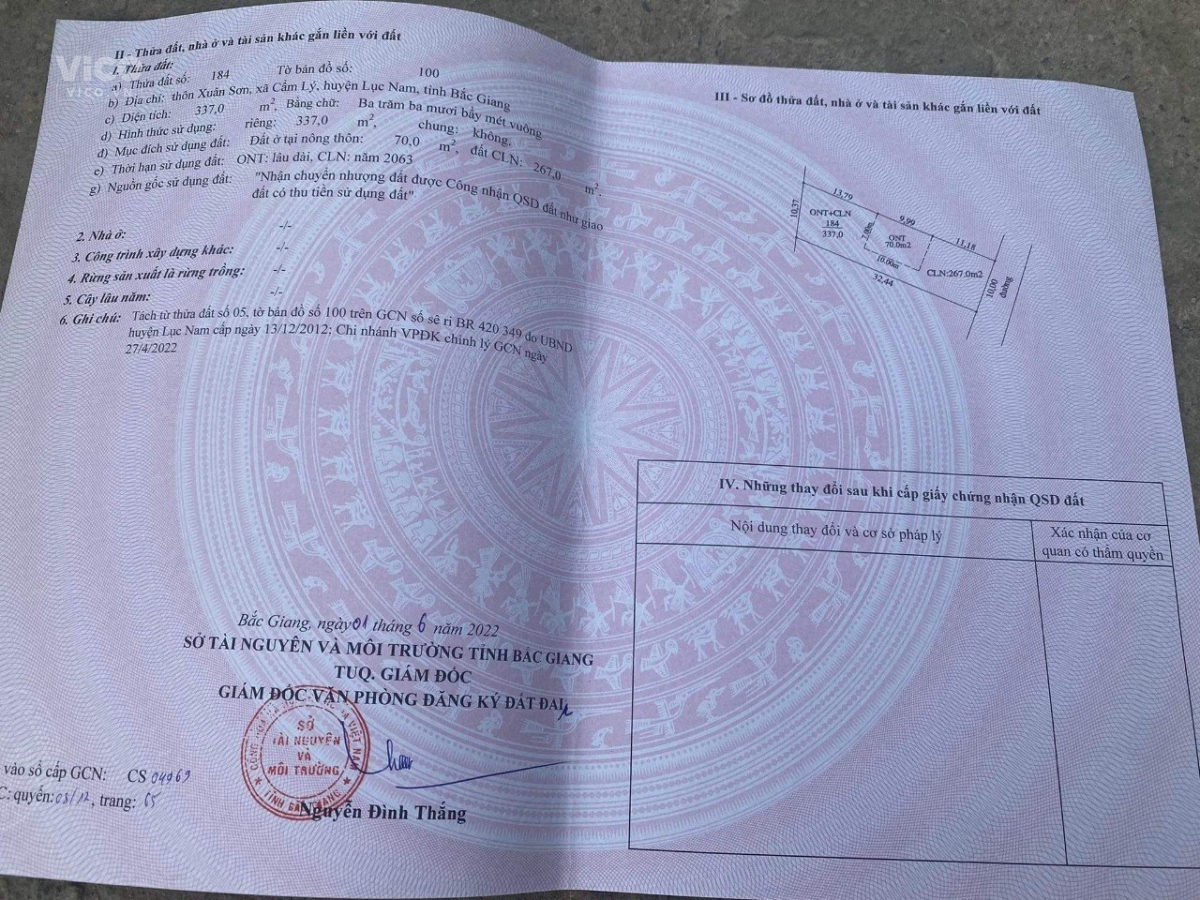 II - Thửa đất, nhà ở và tài sản khác gắn liền với đất
1. Thửa đất:
a) Thửa đất số: 184 Tờ bản đồ số: 100
b) Địa chỉ: thôn Xuân Sơn, xã Cẩm Lý, huyện Lục Nam, tỉnh Bắc Giang
c) Diện tích: 337,0 m², Bằng chữ: Ba trăm ba mươi bảy mét vuông
d) Hình thức sử dụng: riêng: 337.0 m², chung: không,
đ) Mục đích sử dụng đất: Đất ở tại nông thôn: 70,0 m², đất CLN: 267,0 m².
e) Thời hạn sử dụng đất: ONT: lâu dài, CLN: năm 2063
g) Nguồn gốc sử dụng đất: "Nhận chuyển nhượng đất được Công nhận QSD đất như giao
đất có thu tiền sử dụng đất".
2. Nhà ở: -/-
3. Công trình xây dựng khác: -/-
4. Rừng sản xuất là rừng trồng: -/-
5. Cây lâu năm: -/-
6. Ghi chú: Tách từ thửa đất số 05, tờ bản đồ số 100 trên GCN số sê ri BR 420 349 do UBND
huyện Lục Nam cấp ngày 13/12/2012; Chi nhánh VPĐK chỉnh lý GCN ngày
27/4/2022
Bắc Giang, ngày 01 tháng 6 năm 2022
SỞ TÀI NGUYÊN VÀ MÔI TRƯỜNG TỈNH BẮC GIANG
TUQ. GIÁM ĐỐC
GIÁM ĐỐC VĂN PHÒNG ĐĂNG KÝ ĐẤT ĐAI
SỞ
TÀI NGUYÊN
VÀ
MÔI TRƯỜNG
TỈNH BẮC GIANG
Nguyễn Đình Thắng
vào sổ cấp GCN: CS 04969
C: quyển: 03/12, trang: 65
III - Sơ đồ thửa đất, nhà ở và tài sản khác gắn liền với đất
13,79
10,37
ONT+CLN
184
337,0
9,99
2.00m
ONT
70.0m2
11,18
10.00m
CLN:267.0m2
32,44
10,00
đường
IV. Những thay đổi sau khi cấp giấy chứng nhận QSD đất
Nội dung thay đổi và cơ sở pháp lý
Xác nhận của cơ
quan có thẩm quyền